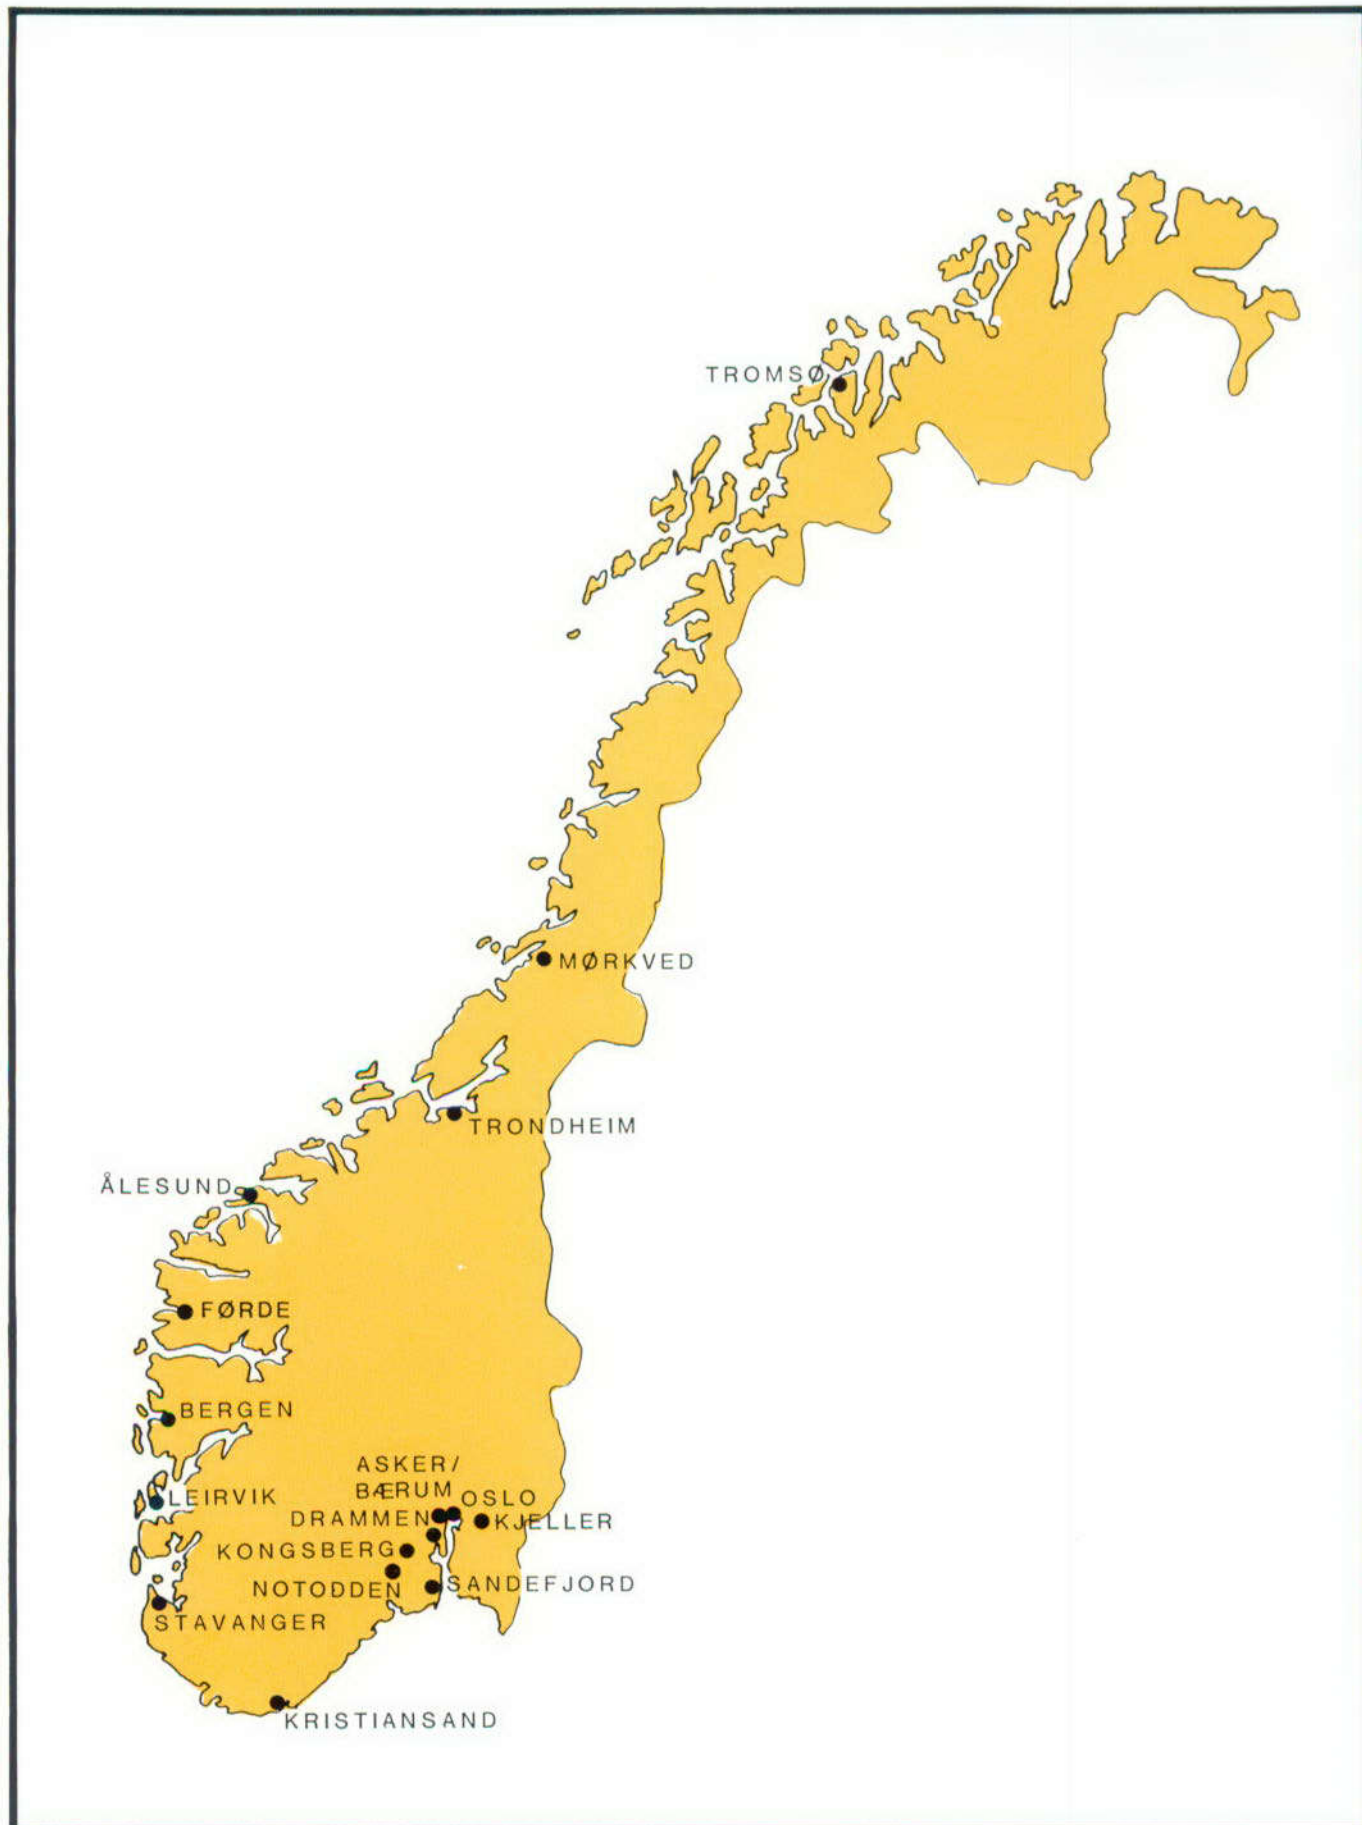 TROMSØ
MØRKVED
TRONDHEIM
ÅLESUND
FØRDE
BERGEN
ASKER/
BÆRUM
LEIRVIK
OSLO
DRAMMEN
KJELLER
KONGSBERG
NOTODDEN
SANDEFJORD
STAVANGER
KRISTIANSAND